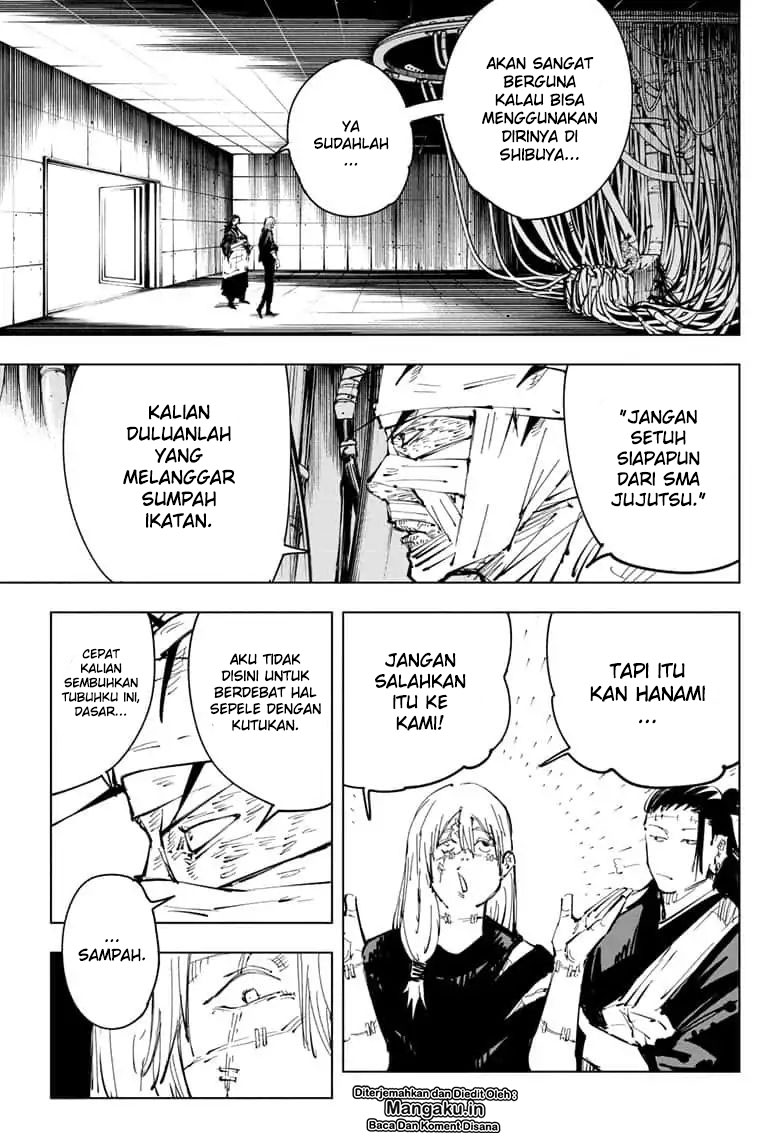 AKAN SANGAT
BERGUNA
KALAU BISA
MENGGUNAKAN
DIRINYA DI
SHIBUYA...
YA
SUDAHLAH
...
"JANGAN
SETUH
SIAPAPUN
DARI SMA
JUJUTSU."
KALIAN
DULUANLAH
YANG
MELANGGAR
SUMPAH
IKATAN.
TAPI ITU
KAN HANAMI
...
JANGAN
SALAHKAN
ITU KE
KAMI!
AKU TIDAK
DISINI UNTUK
BERDEBAT HAL
SEPELE DENGAN
KUTUKAN.
CEPAT
KALIAN
SEMBUHKAN
TUBUHKU INI,
DASAR...
...
SAMPAH.
Diterjemahkan dan Diedit Oleh :
Mangaku.in
Baca Dan Koment Disana